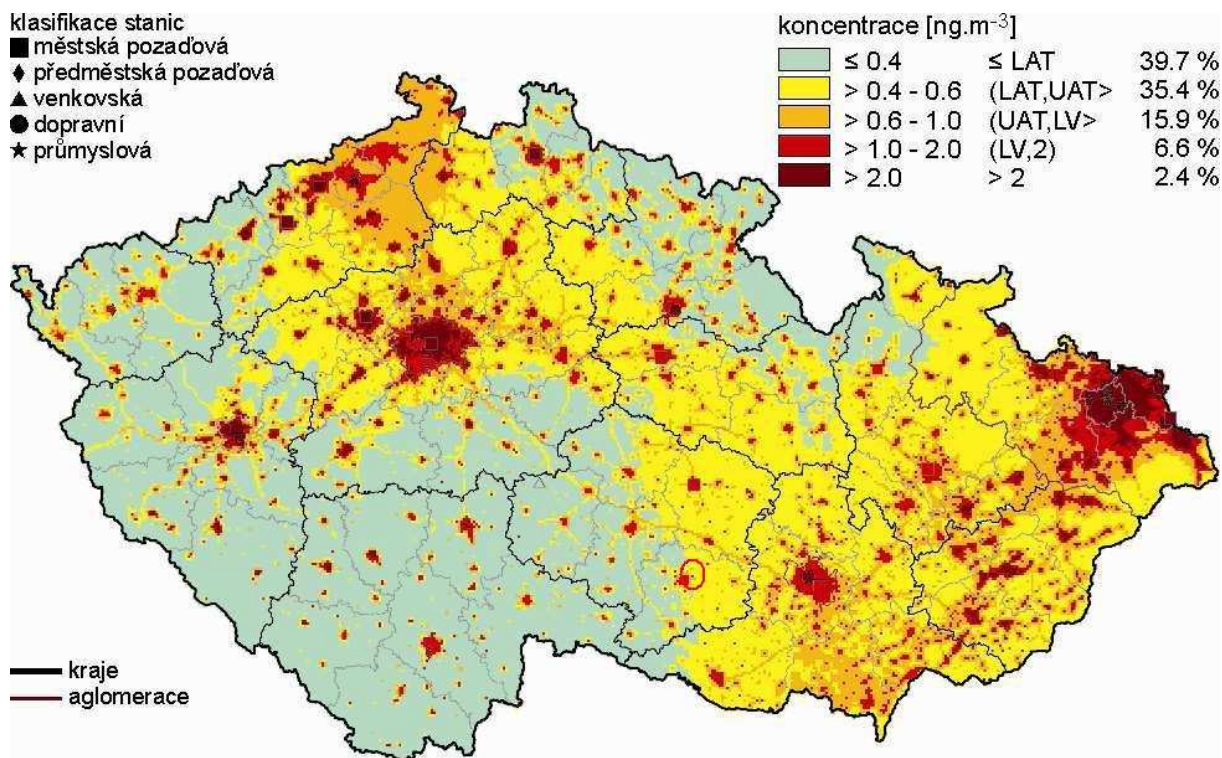 klasifikace stanic
městská pozaďová
předměstská pozaďová
venkovská
dopravní
průmyslová
koncentrace [ng.m⁻³]
≤ 0.4 ≤ LAT 39.7 %
> 0.4 - 0.6 (LAT,UAT> 35.4 %
> 0.6 - 1.0 (UAT,LV> 15.9 %
> 1.0 - 2.0 (LV,2) 6.6 %
> 2.0 > 2 2.4 %
kraje
aglomerace